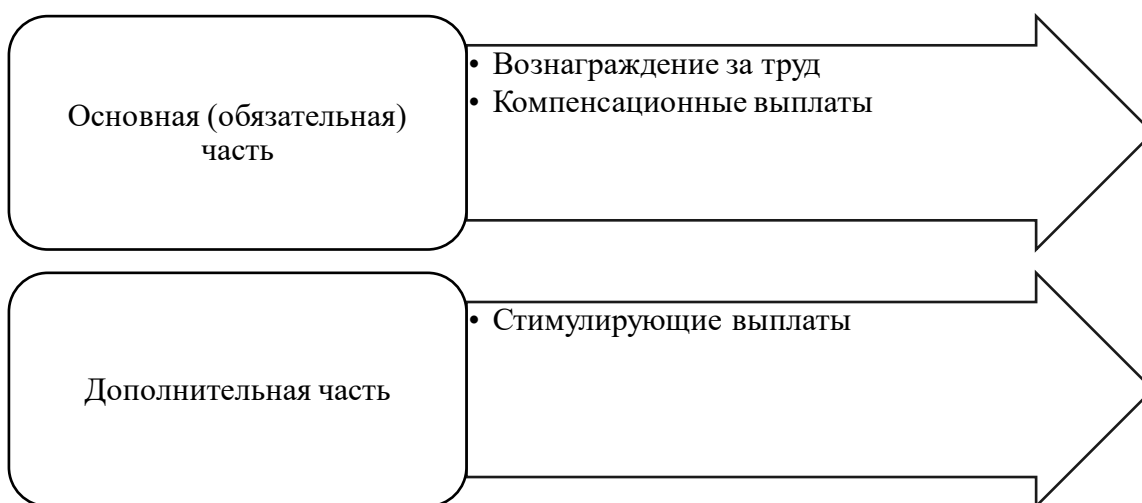 Основная (обязательная)
часть
• Вознаграждение за труд
• Компенсационные выплаты
Дополнительная часть
• Стимулирующие выплаты